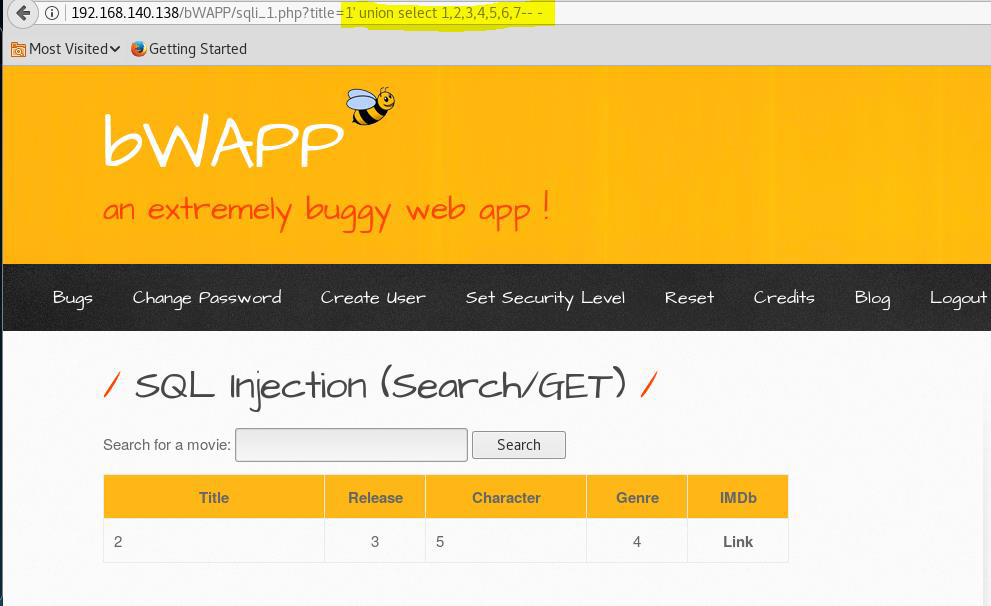 192.168.140.138/bWAPP/sqli_1.php?title=1' union select 1,2,3,4,5,6,7-- -
Most Visited Getting Started
bWAPP
an extremely buggy web app !
Bugs Change Password Create User Set Security Level Reset Credits Blog Logout
/ SQL Injection (Search/GET) /
Search for a movie: Search
Title Release Character Genre IMDb
2 3 5 4 Link